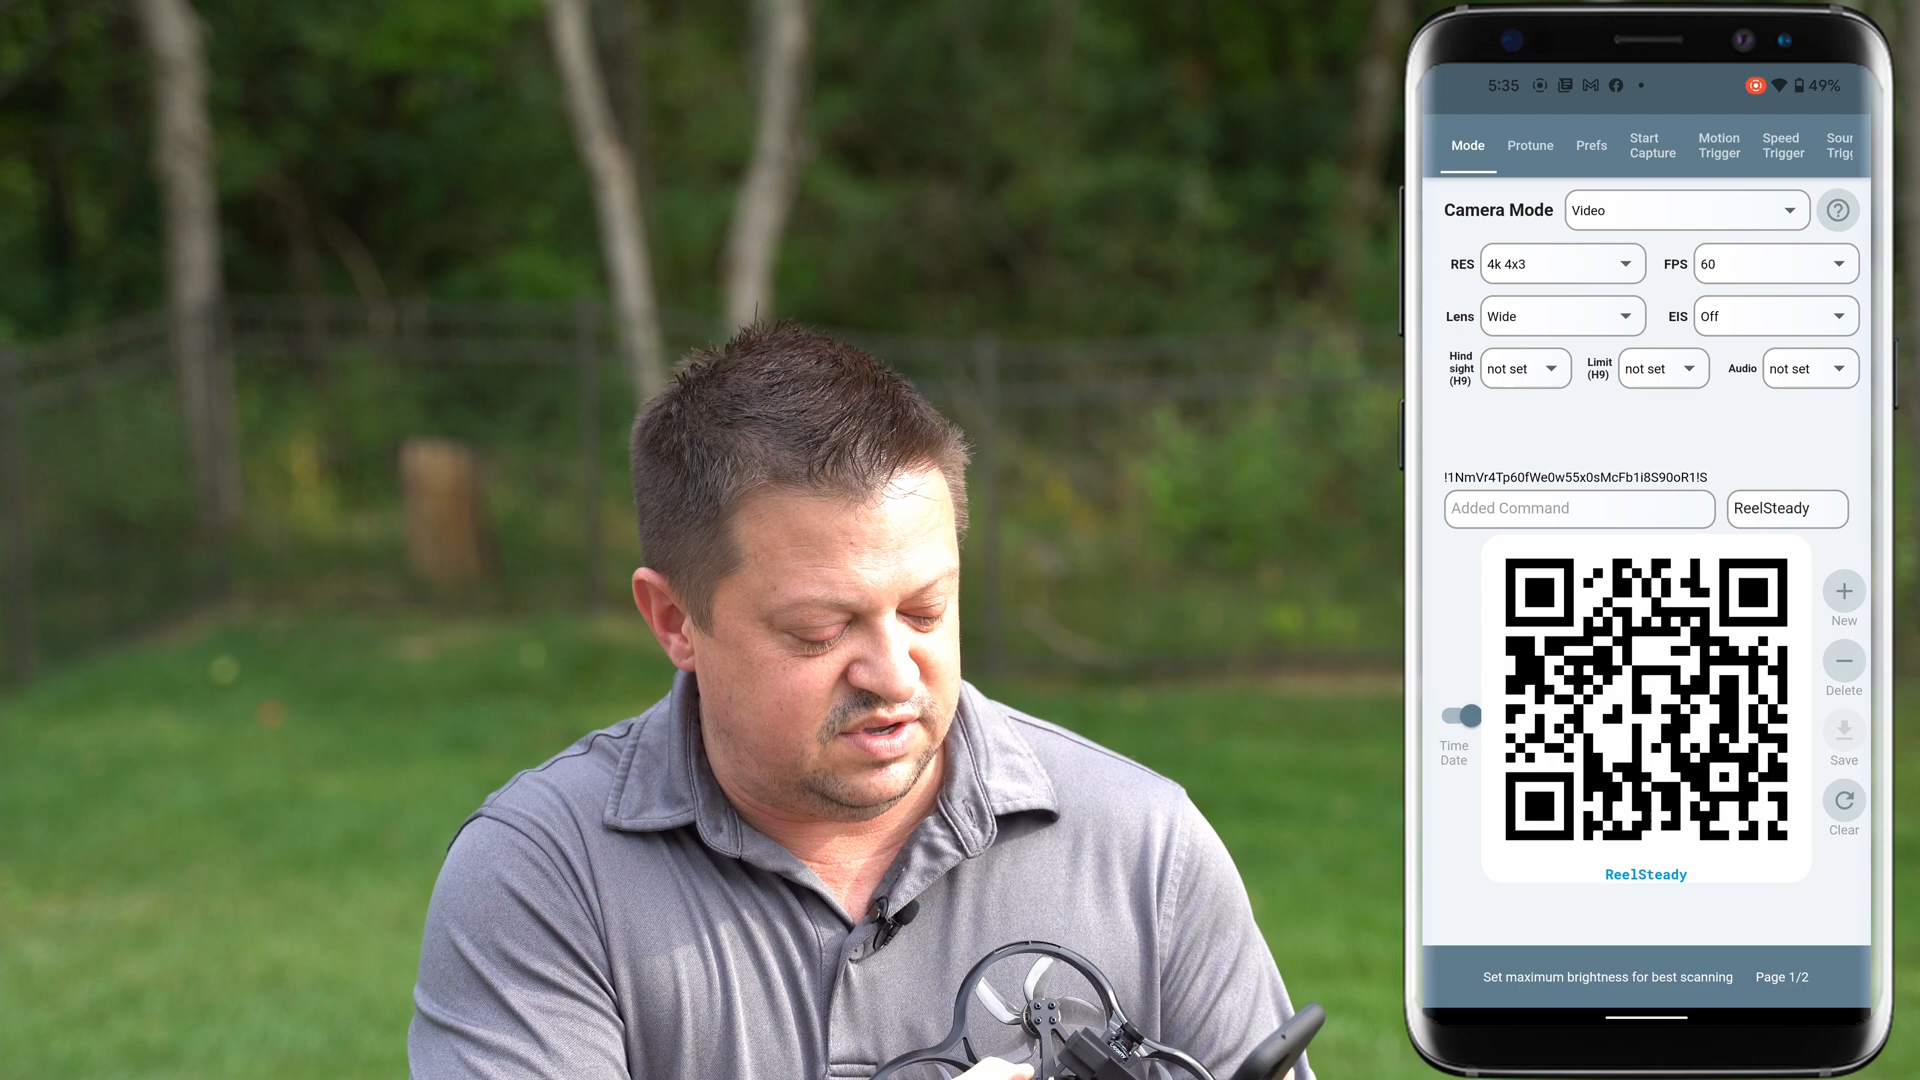 5:35
49%
Mode
Protune
Prefs
Start
Capture
Motion
Trigger
Speed
Trigger
Camera Mode
Video
RES
4k 4x3
FPS
60
Lens
Wide
EIS
Off
Hind
sight
(H9)
not set
Limit
(H9)
not set
Audio
not set
!1NmVr4Tp60fWe0w55x0sMcFb1i8S90oR1!S
Added Command
ReelSteady
New
Delete
Time
Date
Save
Clear
ReelSteady
Set maximum brightness for best scanning
Page 1/2